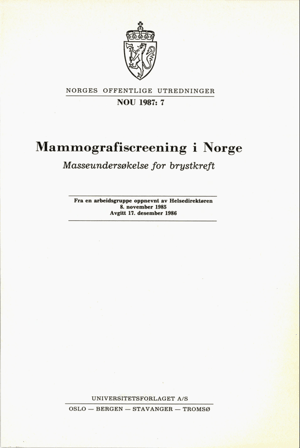 NORGES OFFENTLIGE UTREDNINGER
NOU 1987: 7
Mammografiscreening i Norge
Masseundersøkelse for brystkreft
Fra en arbeidsgruppe oppnevnt av Helsedirektøren
8. november 1985
Avgitt 17. desember 1986
UNIVERSITETSFORLAGET A/S
OSLO — BERGEN — STAVANGER — TROMSØ